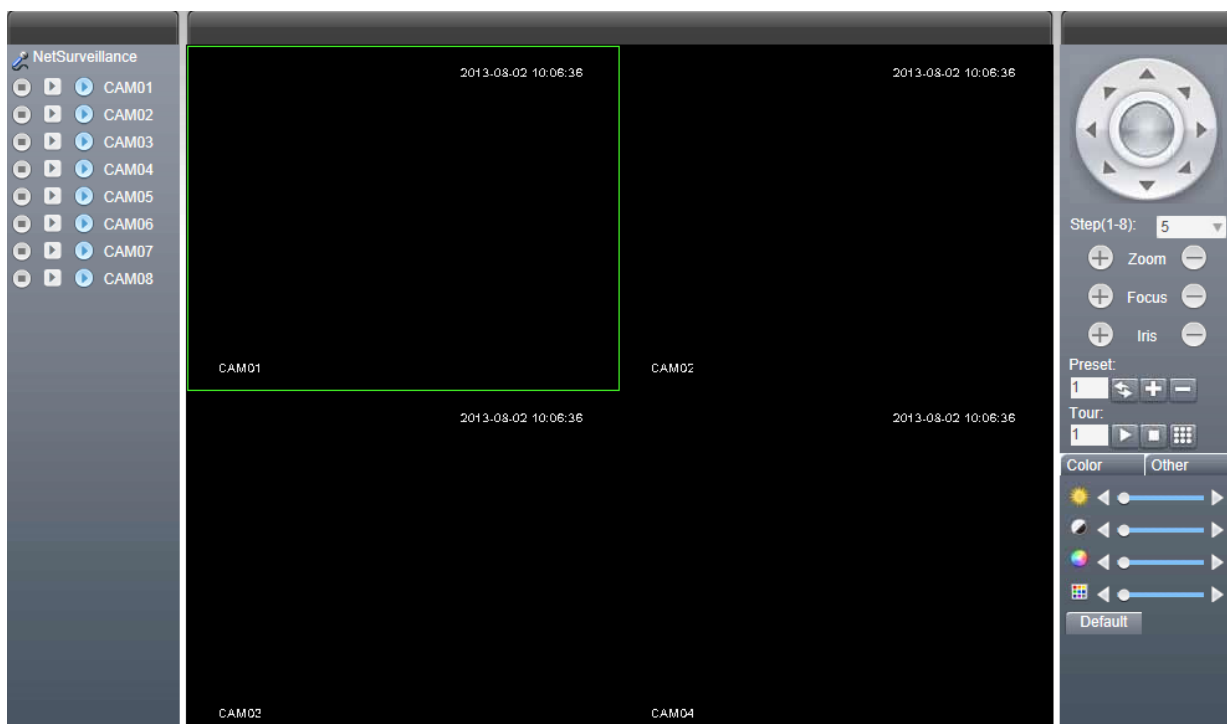 NetSurveillance
CAM01
CAM02
CAM03
CAM04
CAM05
CAM06
CAM07
CAM08
2013-08-02 10:06:36
CAM01
2013-08-02 10:06:36
CAM02
2013-08-02 10:06:36
CAM03
2013-08-02 10:06:36
CAM04
Step(1-8): 5
Zoom
Focus
Iris
Preset:
1
Tour:
1
Color Other
Default